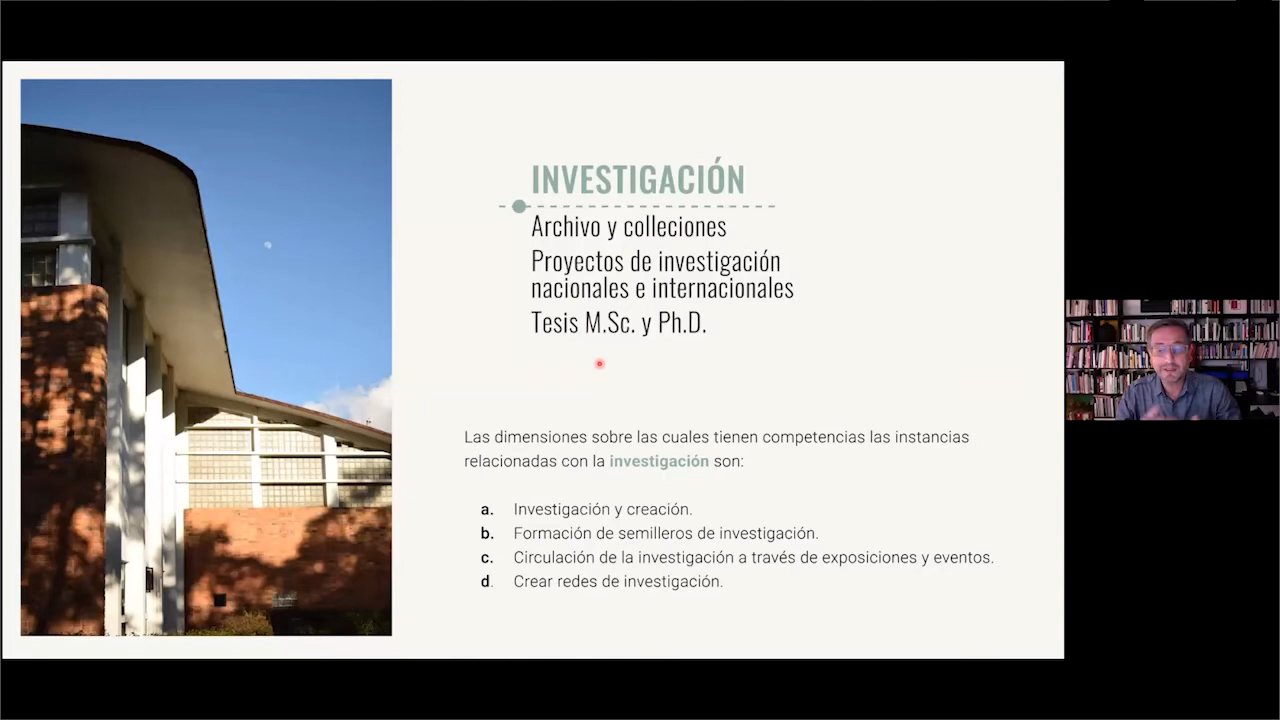 INVESTIGACIÓN
Archivo y colleciones
Proyectos de investigación
nacionales e internacionales
Tesis M.Sc. y Ph.D.
Las dimensiones sobre las cuales tienen competencias las instancias
relacionadas con la investigación son:
a. Investigación y creación.
b. Formación de semilleros de investigación.
c. Circulación de la investigación a través de exposiciones y eventos.
d. Crear redes de investigación.